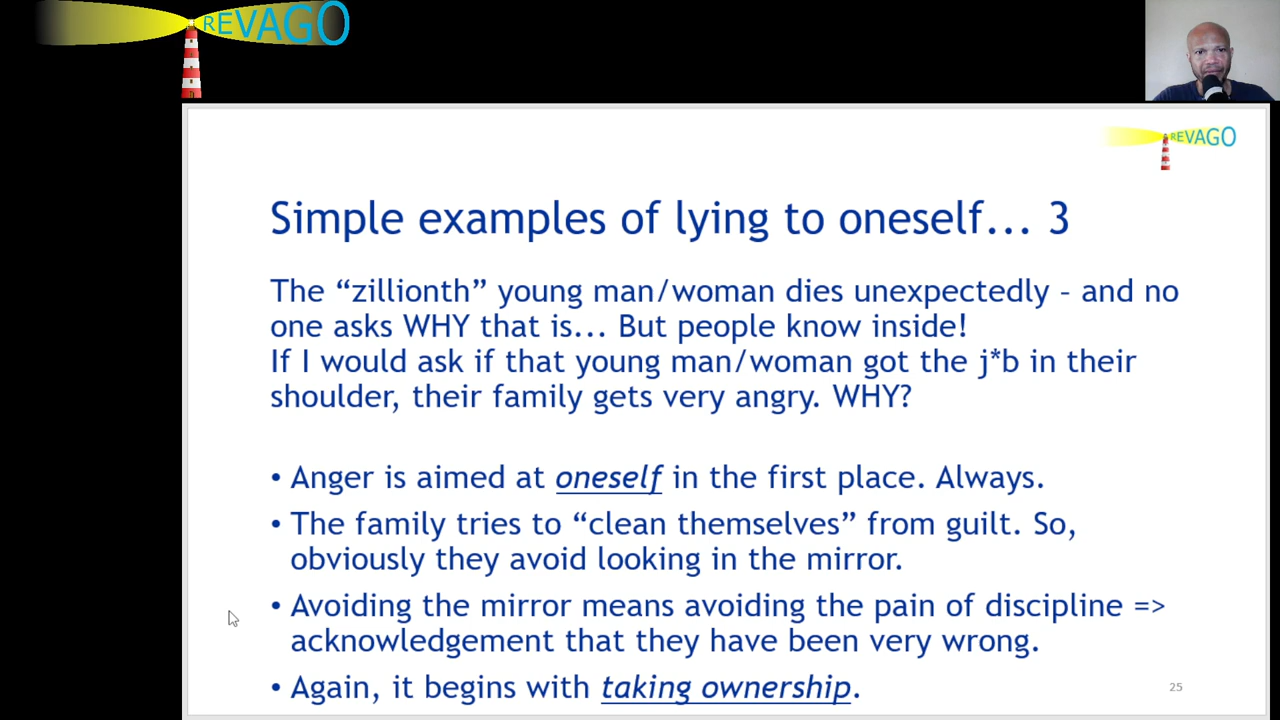 REVAGO
REVAGO
Simple examples of lying to oneself... 3
The “zillionth” young man/woman dies unexpectedly – and no
one asks WHY that is... But people know inside!
If I would ask if that young man/woman got the j*b in their
shoulder, their family gets very angry. WHY?
• Anger is aimed at oneself in the first place. Always.
• The family tries to “clean themselves” from guilt. So,
obviously they avoid looking in the mirror.
• Avoiding the mirror means avoiding the pain of discipline =>
acknowledgement that they have been very wrong.
• Again, it begins with taking ownership.
25